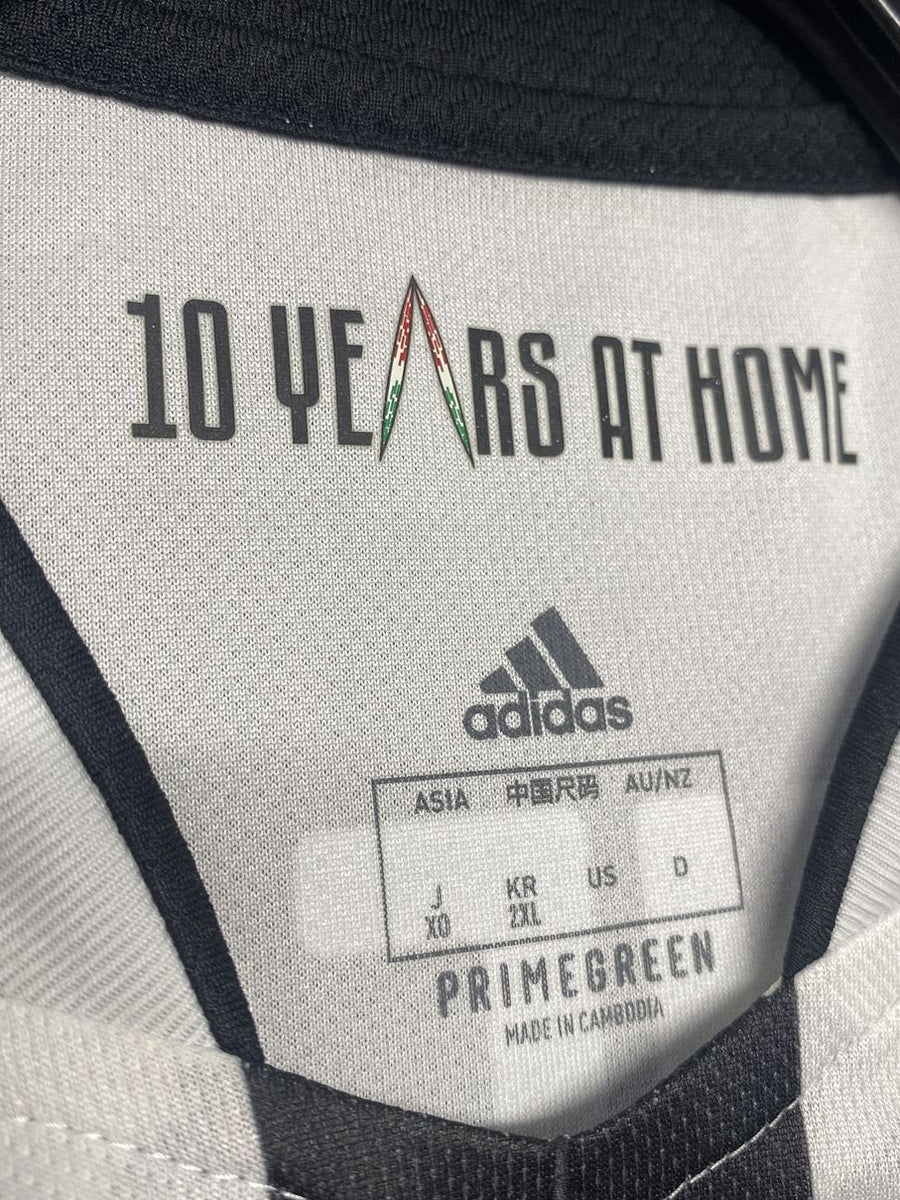 10 YEARS AT HOME
adidas
ASIA 中国尺码 AU/NZ
J KR US D
XO 2XL
PRIMEGREEN
MADE IN CAMBODIA